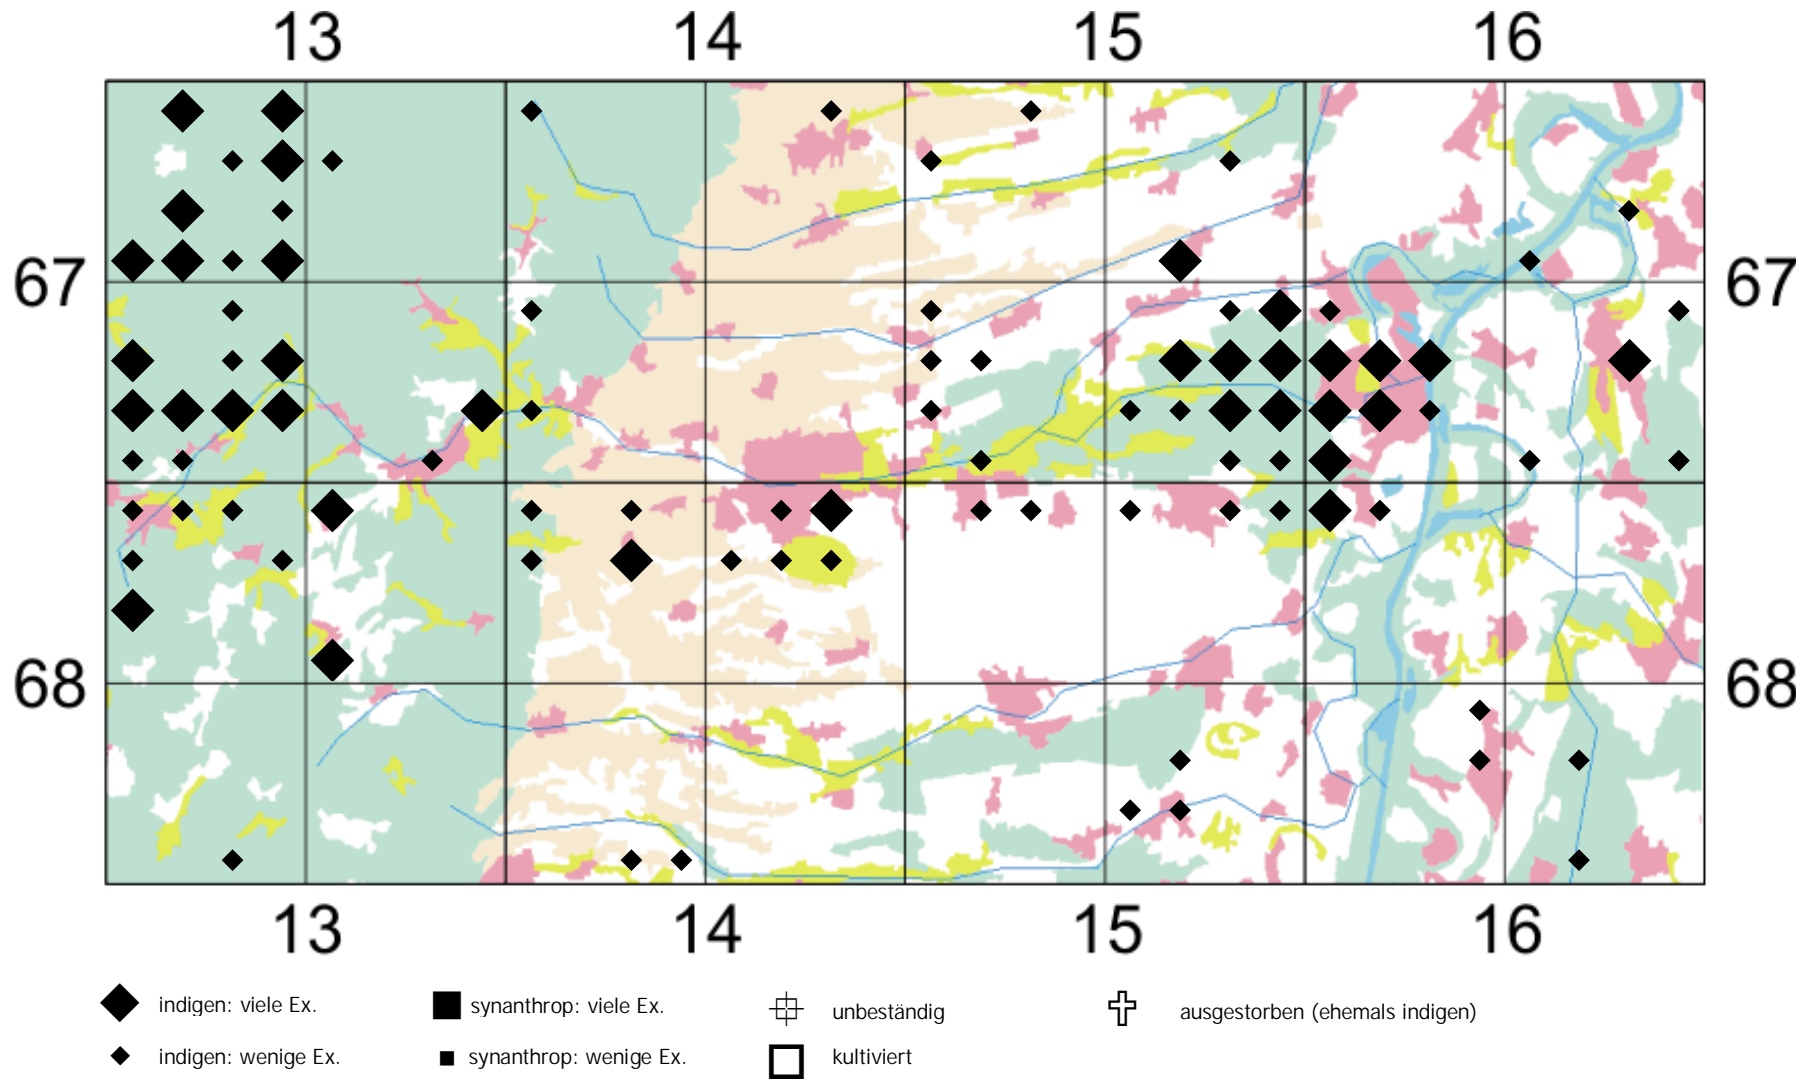 13 14 15 16
67 67
68 68
13 14 15 16
indigen: viele Ex. synanthrop: viele Ex. unbeständig ausgestorben (ehemals indigen)
indigen: wenige Ex. synanthrop: wenige Ex. kultiviert